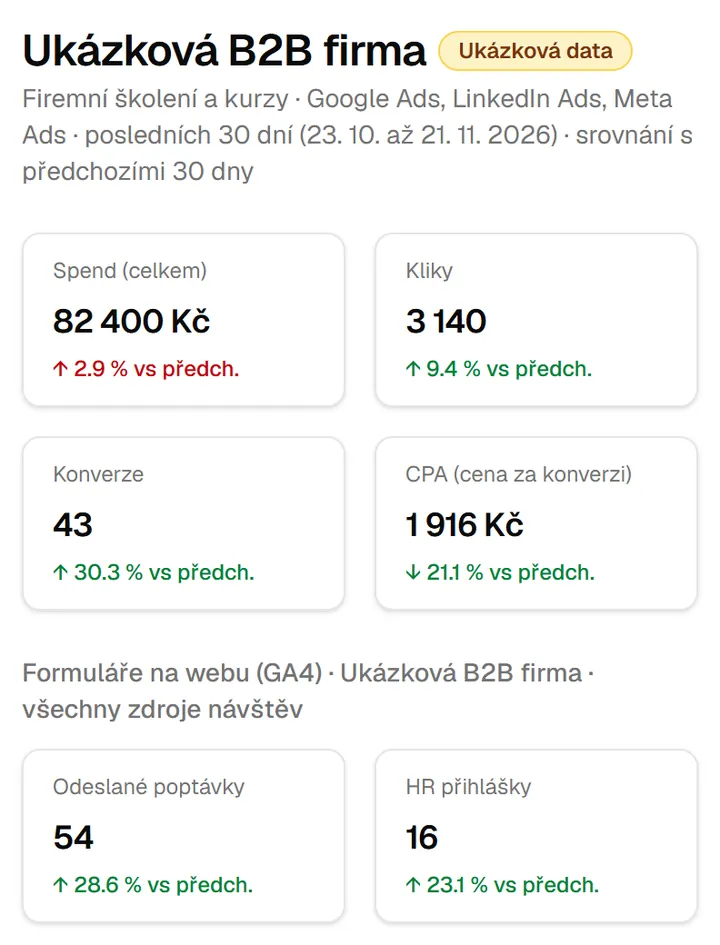 Ukázková B2B firma Ukázková data
Firemní školení a kurzy · Google Ads, LinkedIn Ads, Meta
Ads · posledních 30 dní (23. 10. až 21. 11. 2026) · srovnání s
předchozími 30 dny
Spend (celkem)
82 400 Kč
↑ 2.9 % vs předch.
Kliky
3 140
↑ 9.4 % vs předch.
Konverze
43
↑ 30.3 % vs předch.
CPA (cena za konverzi)
1 916 Kč
↓ 21.1 % vs předch.
Formuláře na webu (GA4) · Ukázková B2B firma ·
všechny zdroje návštěv
Odeslané poptávky
54
↑ 28.6 % vs předch.
HR přihlášky
16
↑ 23.1 % vs předch.